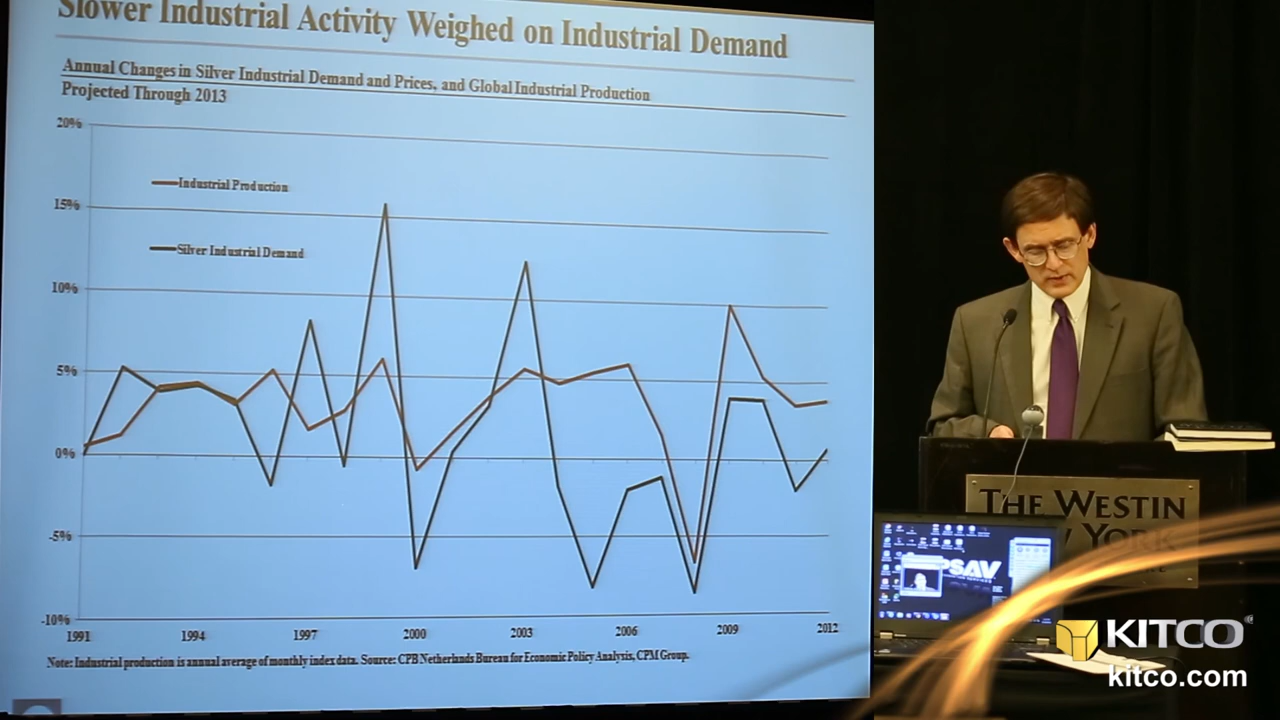 Slower Industrial Activity Weighed on Industrial Demand
Annual Changes in Silver Industrial Demand and Prices, and Global Industrial Production
Projected Through 2013
20%
15%
10%
5%
0%
-5%
-10%
Industrial Production
Silver Industrial Demand
1991 1994 1997 2000 2003 2006 2009 2012
Note: Industrial production is annual average of monthly index data. Source: CPB Netherlands Bureau for Economic Policy Analysis, CPM Group.
THE WESTIN
YORK
PSAV
KITCO
kitco.com